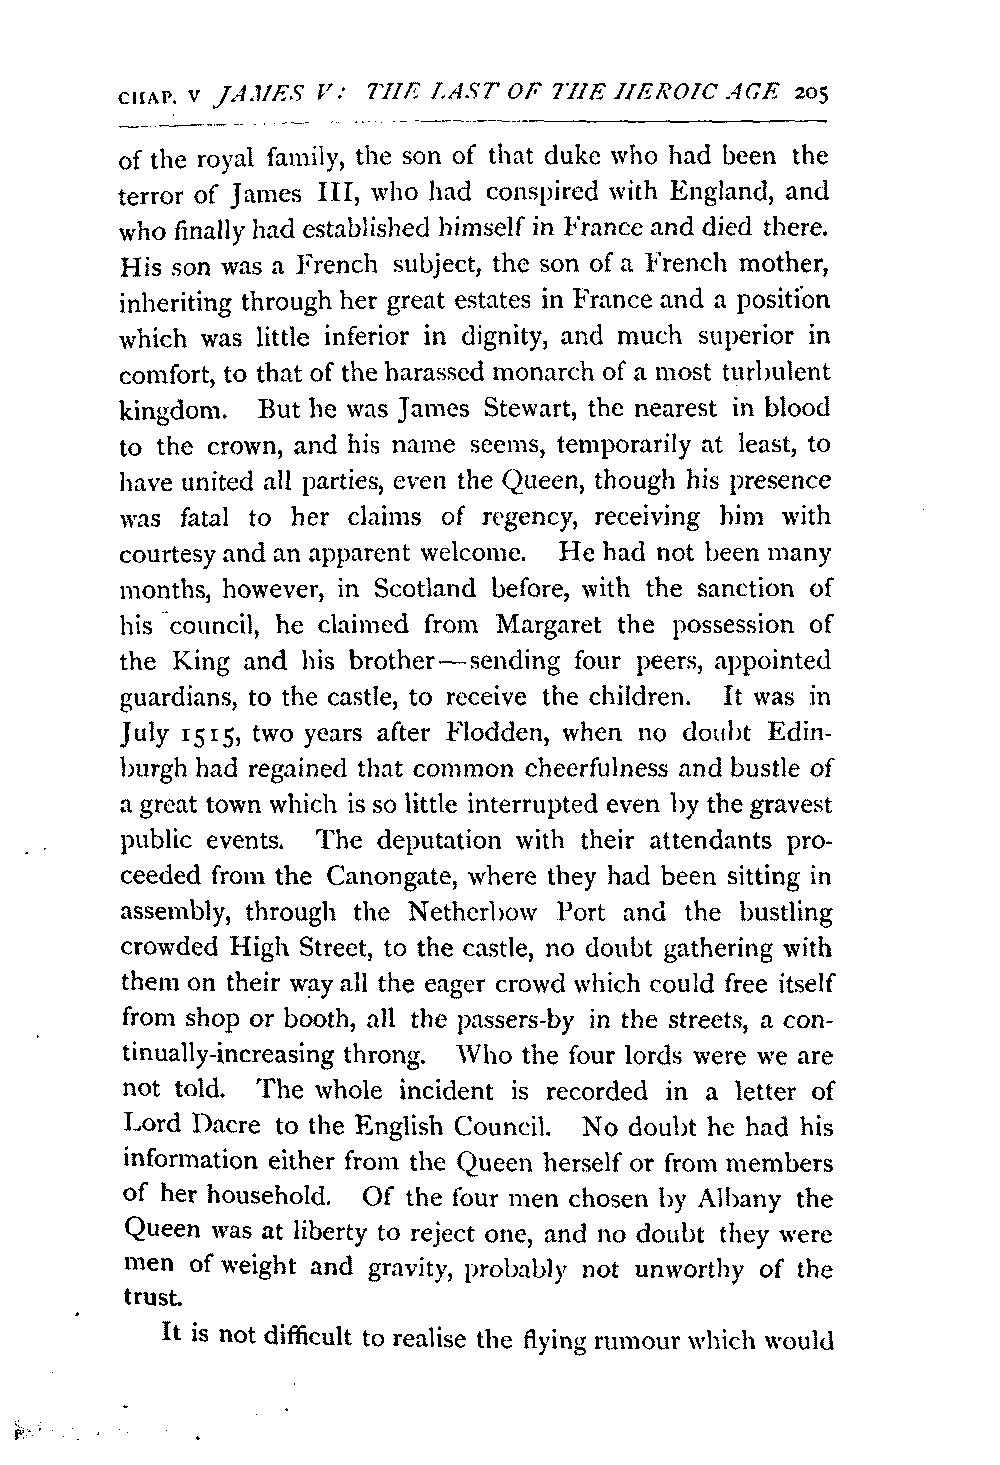 CHAP. V JAMES V: THE LAST OF THE HEROIC AGE 205
of the royal family, the son of that duke who had been the
terror of James III, who had conspired with England, and
who finally had established himself in France and died there.
His son was a French subject, the son of a French mother,
inheriting through her great estates in France and a position
which was little inferior in dignity, and much superior in
comfort, to that of the harassed monarch of a most turbulent
kingdom. But he was James Stewart, the nearest in blood
to the crown, and his name seems, temporarily at least, to
have united all parties, even the Queen, though his presence
was fatal to her claims of regency, receiving him with
courtesy and an apparent welcome. He had not been many
months, however, in Scotland before, with the sanction of
his council, he claimed from Margaret the possession of
the King and his brother—sending four peers, appointed
guardians, to the castle, to receive the children. It was in
July 1515, two years after Flodden, when no doubt Edin-
burgh had regained that common cheerfulness and bustle of
a great town which is so little interrupted even by the gravest
public events. The deputation with their attendants pro-
ceeded from the Canongate, where they had been sitting in
assembly, through the Netherbow Port and the bustling
crowded High Street, to the castle, no doubt gathering with
them on their way all the eager crowd which could free itself
from shop or booth, all the passers-by in the streets, a con-
tinually-increasing throng. Who the four lords were we are
not told. The whole incident is recorded in a letter of
Lord Dacre to the English Council. No doubt he had his
information either from the Queen herself or from members
of her household. Of the four men chosen by Albany the
Queen was at liberty to reject one, and no doubt they were
men of weight and gravity, probably not unworthy of the
trust.
It is not difficult to realise the flying rumour which would